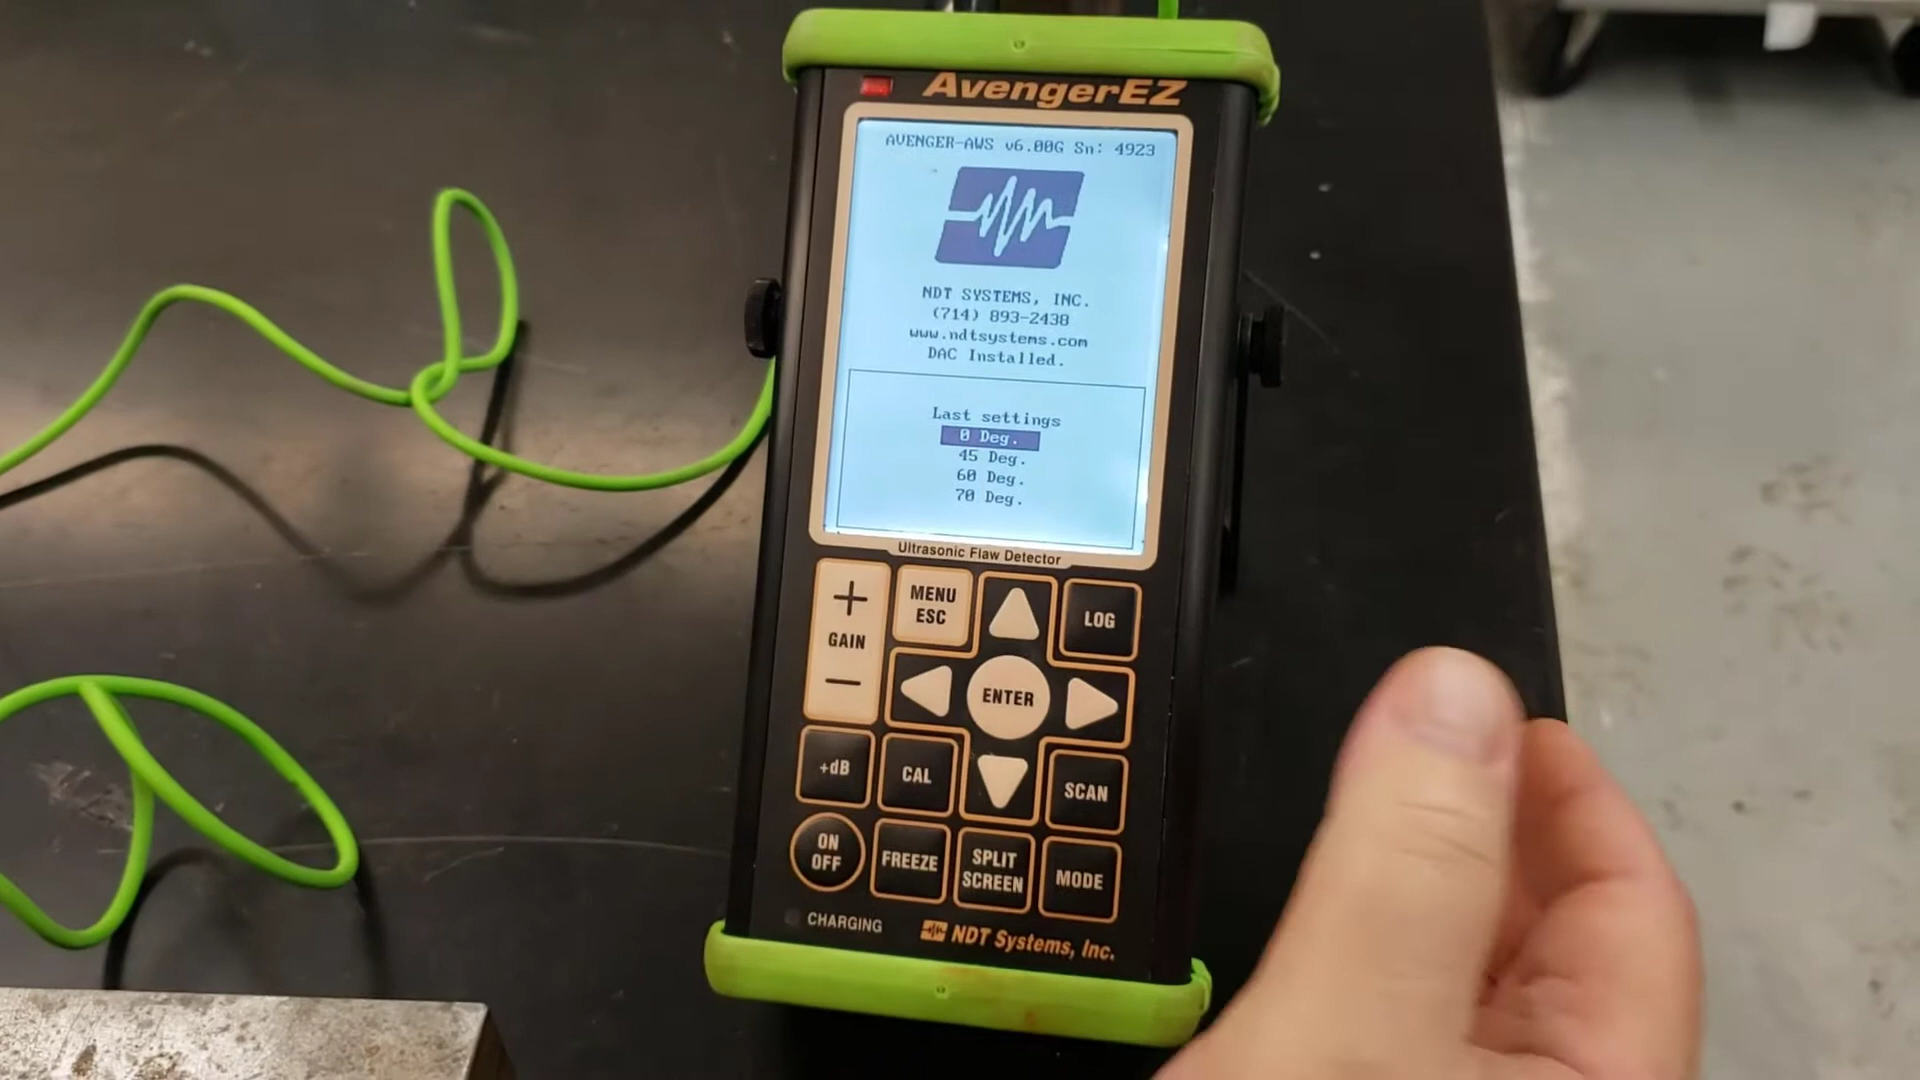 AvengerEZ
AVENGER-AWS v6.00G Sn: 4923
NDT SYSTEMS, INC.
(714) 893-2438
www.ndtsystems.com
DAC Installed.
Last settings
0 Deg.
45 Deg.
60 Deg.
70 Deg.
Ultrasonic Flaw Detector
+
GAIN
−
MENU
ESC
LOG
ENTER
+dB
CAL
SCAN
ON
OFF
FREEZE
SPLIT
SCREEN
MODE
CHARGING
NDT Systems, Inc.